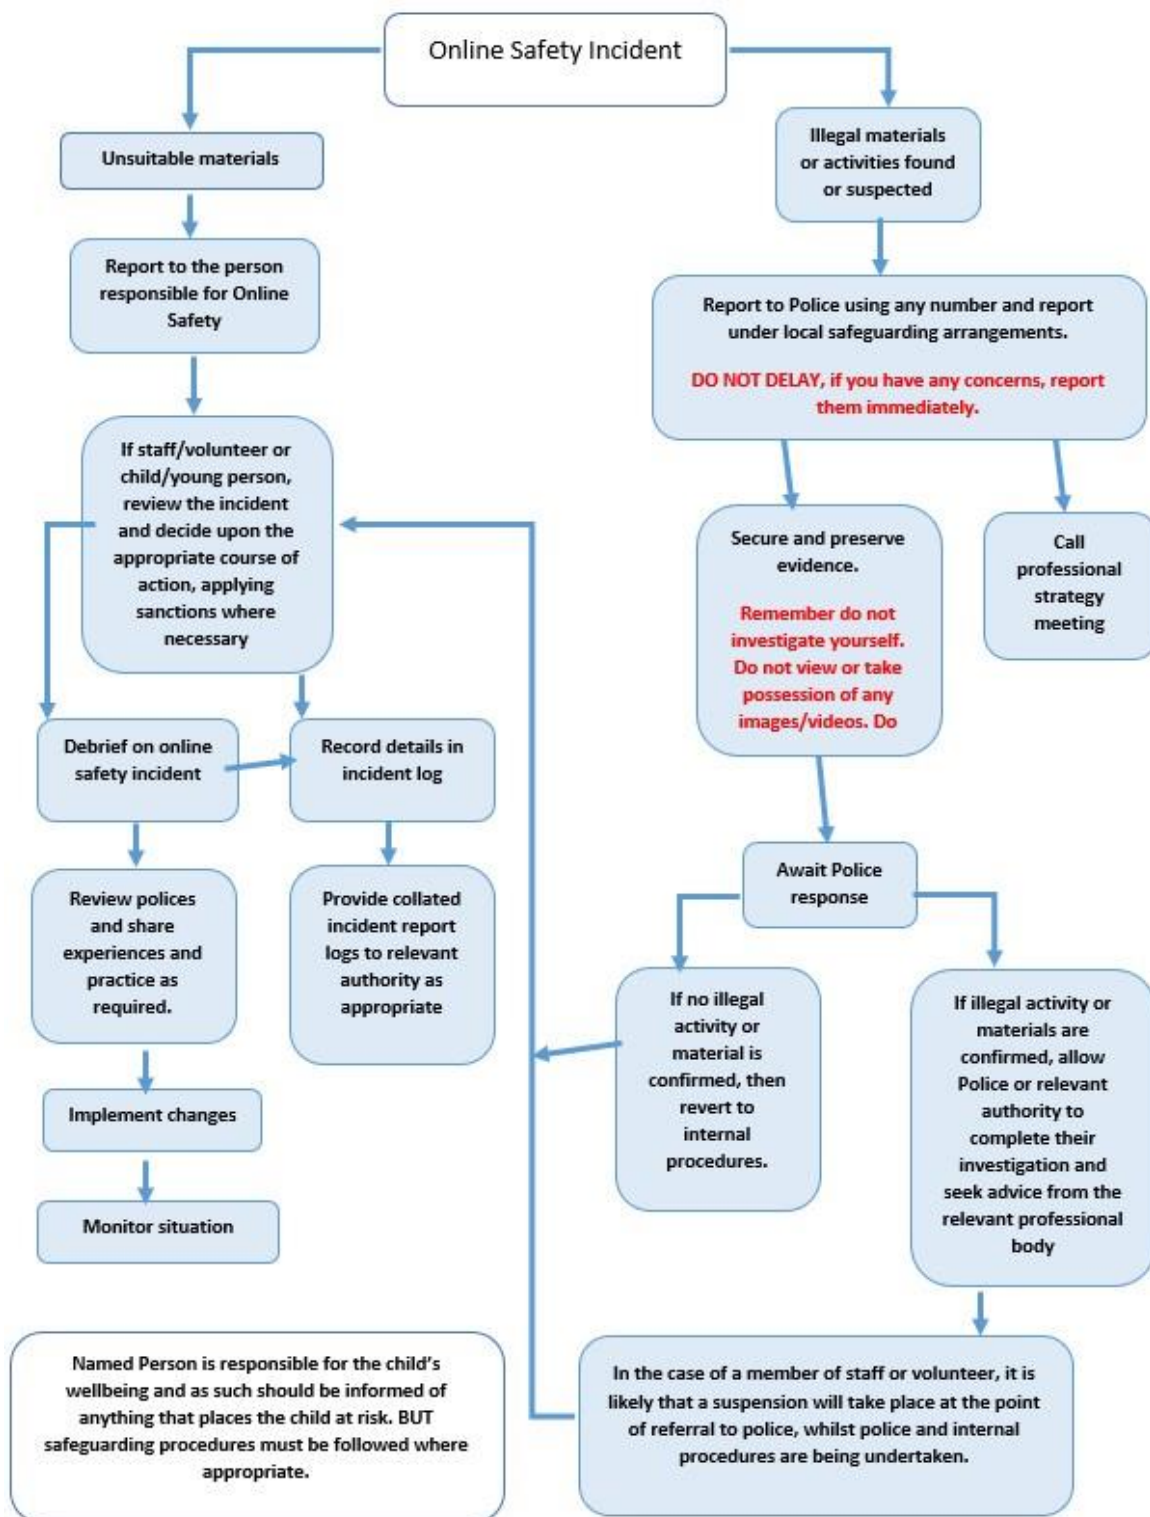 Online Safety Incident
Unsuitable materials
Report to the person
responsible for Online
Safety
If staff/volunteer or
child/young person,
review the incident
and decide upon the
appropriate course of
action, applying
sanctions where
necessary
Debrief on online
safety incident
Record details in
incident log
Review polices
and share
experiences and
practice as
required.
Provide collated
incident report
logs to relevant
authority as
appropriate
Implement changes
Monitor situation
Illegal materials
or activities found
or suspected
Report to Police using any number and report
under local safeguarding arrangements.
DO NOT DELAY, if you have any concerns, report
them immediately.
Secure and preserve
evidence.
Remember do not
investigate yourself.
Do not view or take
possession of any
images/videos. Do
Call
professional
strategy
meeting
Await Police
response
If no illegal
activity or
material is
confirmed, then
revert to
internal
procedures.
If illegal activity or
materials are
confirmed, allow
Police or relevant
authority to
complete their
investigation and
seek advice from the
relevant professional
body
In the case of a member of staff or volunteer, it is
likely that a suspension will take place at the point
of referral to police, whilst police and internal
procedures are being undertaken.
Named Person is responsible for the child’s
wellbeing and as such should be informed of
anything that places the child at risk. BUT
safeguarding procedures must be followed where
appropriate.